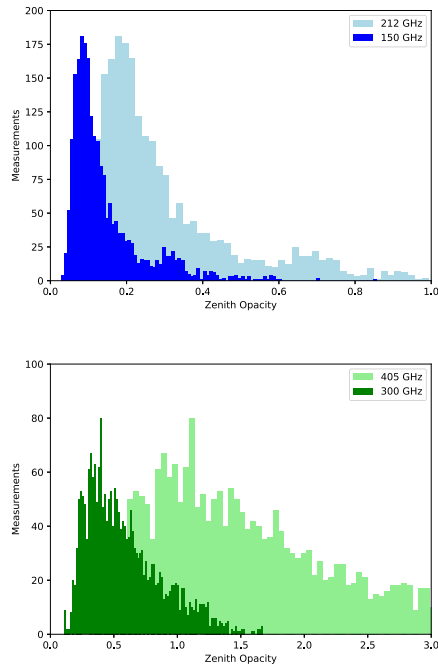 200
175
150
125
100
75
50
25
0
Measurements
212 GHz
150 GHz
0.0 0.2 0.4 0.6 0.8 1.0
Zenith Opacity
100
80
60
40
20
0
Measurements
405 GHz
300 GHz
0.0 0.5 1.0 1.5 2.0 2.5 3.0
Zenith Opacity